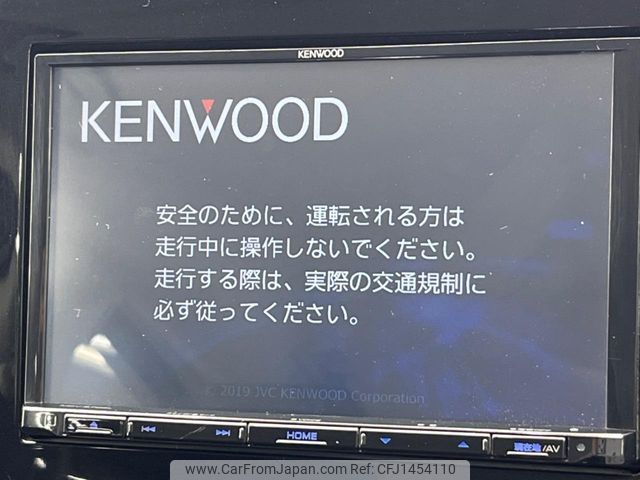 KENWOOD
KENWOOD
安全のために、運転される方は
走行中に操作しないでください。
走行する際は、実際の交通規制に
必ず従ってください。
© 2019 JVC KENWOOD Corporation
HOME
現在地/AV
www.CarFromJapan.com CFJ1454110